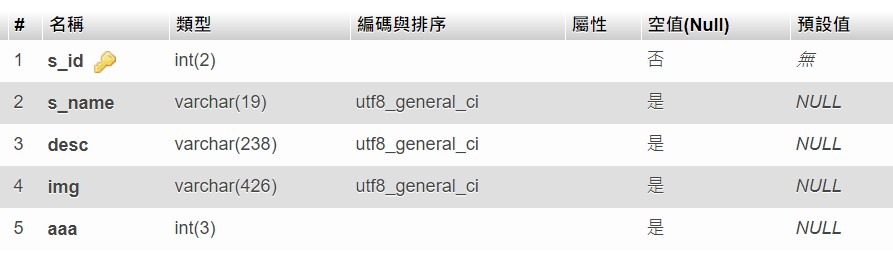 # 名稱 類型 編碼與排序 屬性 空值(Null) 預設值
1 s_id int(2) 否 無
2 s_name varchar(19) utf8_general_ci 是 NULL
3 desc varchar(238) utf8_general_ci 是 NULL
4 img varchar(426) utf8_general_ci 是 NULL
5 aaa int(3) 是 NULL